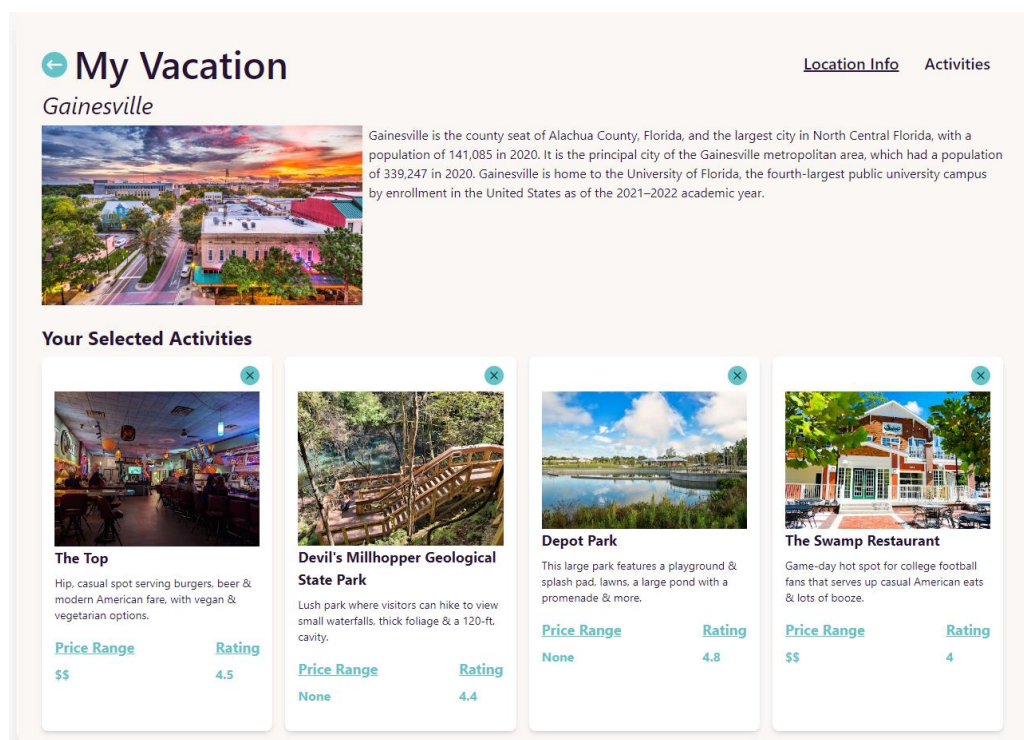 My Vacation
Location Info
Activities
Gainesville
Gainesville is the county seat of Alachua County, Florida, and the largest city in North Central Florida, with a
population of 141,085 in 2020. It is the principal city of the Gainesville metropolitan area, which had a population
of 339,247 in 2020. Gainesville is home to the University of Florida, the fourth-largest public university campus
by enrollment in the United States as of the 2021–2022 academic year.
Your Selected Activities
The Top
Hip, casual spot serving burgers, beer &
modern American fare, with vegan &
vegetarian options.
Price Range
Rating
$$
4.5
Devil's Millhopper Geological
State Park
Lush park where visitors can hike to view
small waterfalls, thick foliage & a 120-ft.
cavity.
Price Range
Rating
None
4.4
Depot Park
This large park features a playground &
splash pad, lawns, a large pond with a
promenade & more.
Price Range
Rating
None
4.8
The Swamp Restaurant
Game-day hot spot for college football
fans that serves up casual American eats
& lots of booze.
Price Range
Rating
$$
4